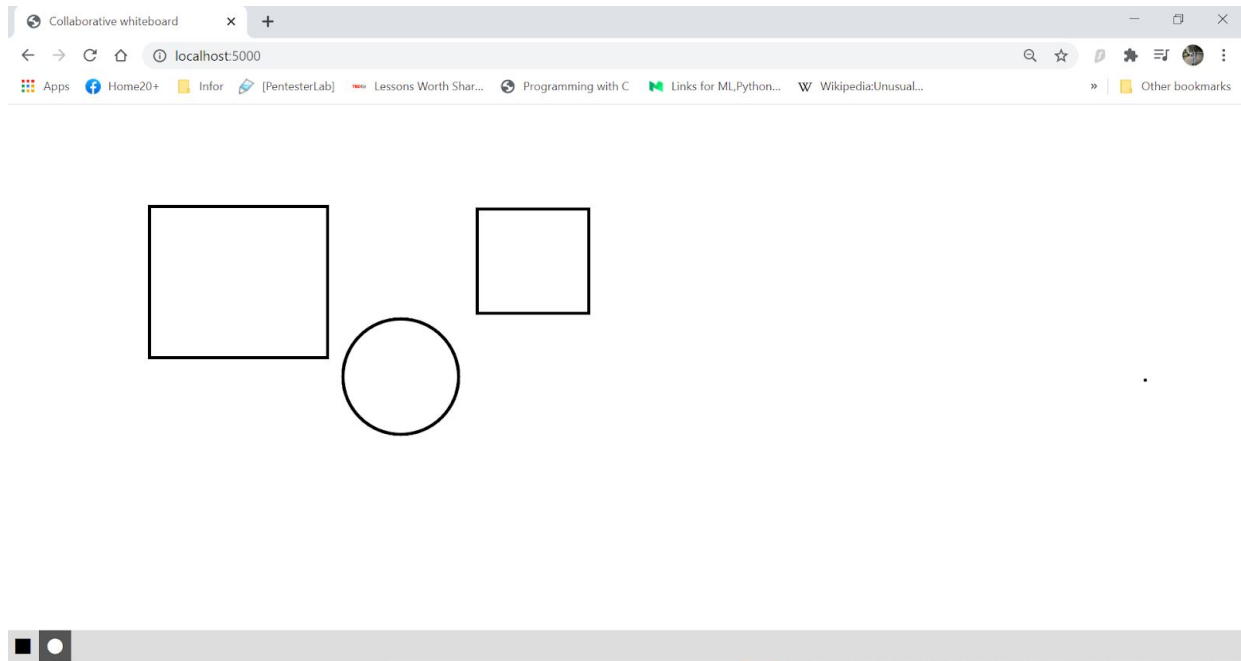 Collaborative whiteboard
localhost:5000
Apps Home20+ Infor [PentesterLab] Lessons Worth Shar... Programming with C Links for ML,Python... Wikipedia:Unusual... » Other bookmarks